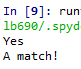 In [9]: run
lb690/.spyd
Yes
A match!